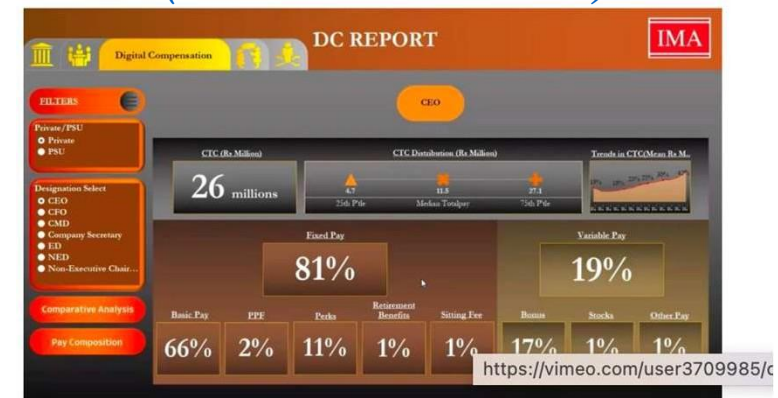 DC REPORT
IMA
Digital Compensation
FILTERS
CEO
Private/PSU
Private
PSU
CTC (Rs Million)
CTC Distribution (Rs Million)
Trends in CTC(Mean Rs M..
26 millions
4.7
11.5
27.1
25th P'tle
Median Totalpay
75th P'tle
Designation Select
CEO
CFO
CMD
Company Secretary
ED
NED
Non-Executive Chair...
Fixed Pay
Variable Pay
81%
19%
Comparative Analysis
Pay Composition
Basic Pay
PPF
Perks
Retirement
Benefits
Sitting Fee
Bonus
Stocks
Other Pay
66%
2%
11%
1%
1%
17%
1%
1%
https://vimeo.com/user3709985/